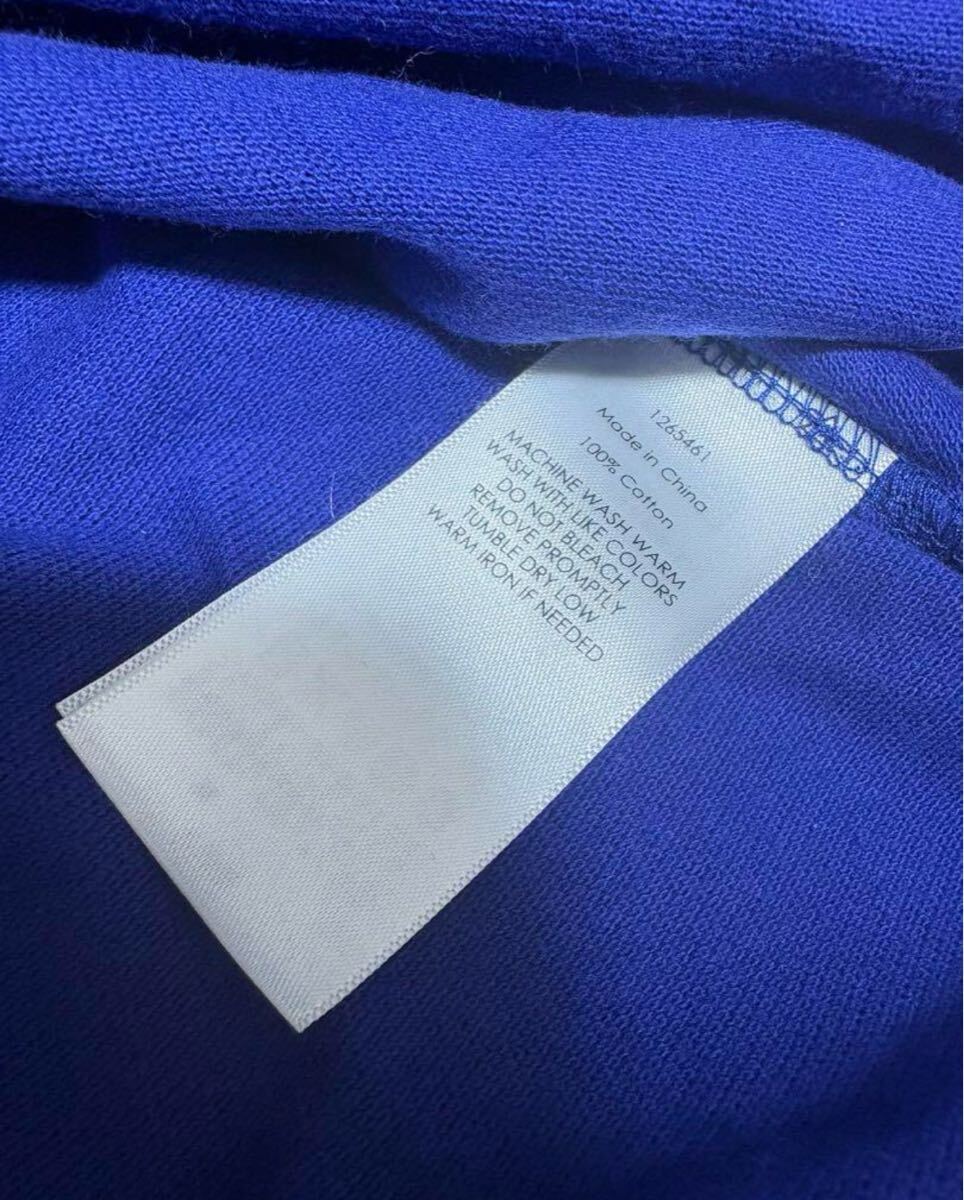 1265461
Made in China
100% Cotton
MACHINE WASH WARM
WASH WITH LIKE COLORS
DO NOT BLEACH
REMOVE PROMPTLY
TUMBLE DRY LOW
WARM IRON IF NEEDED